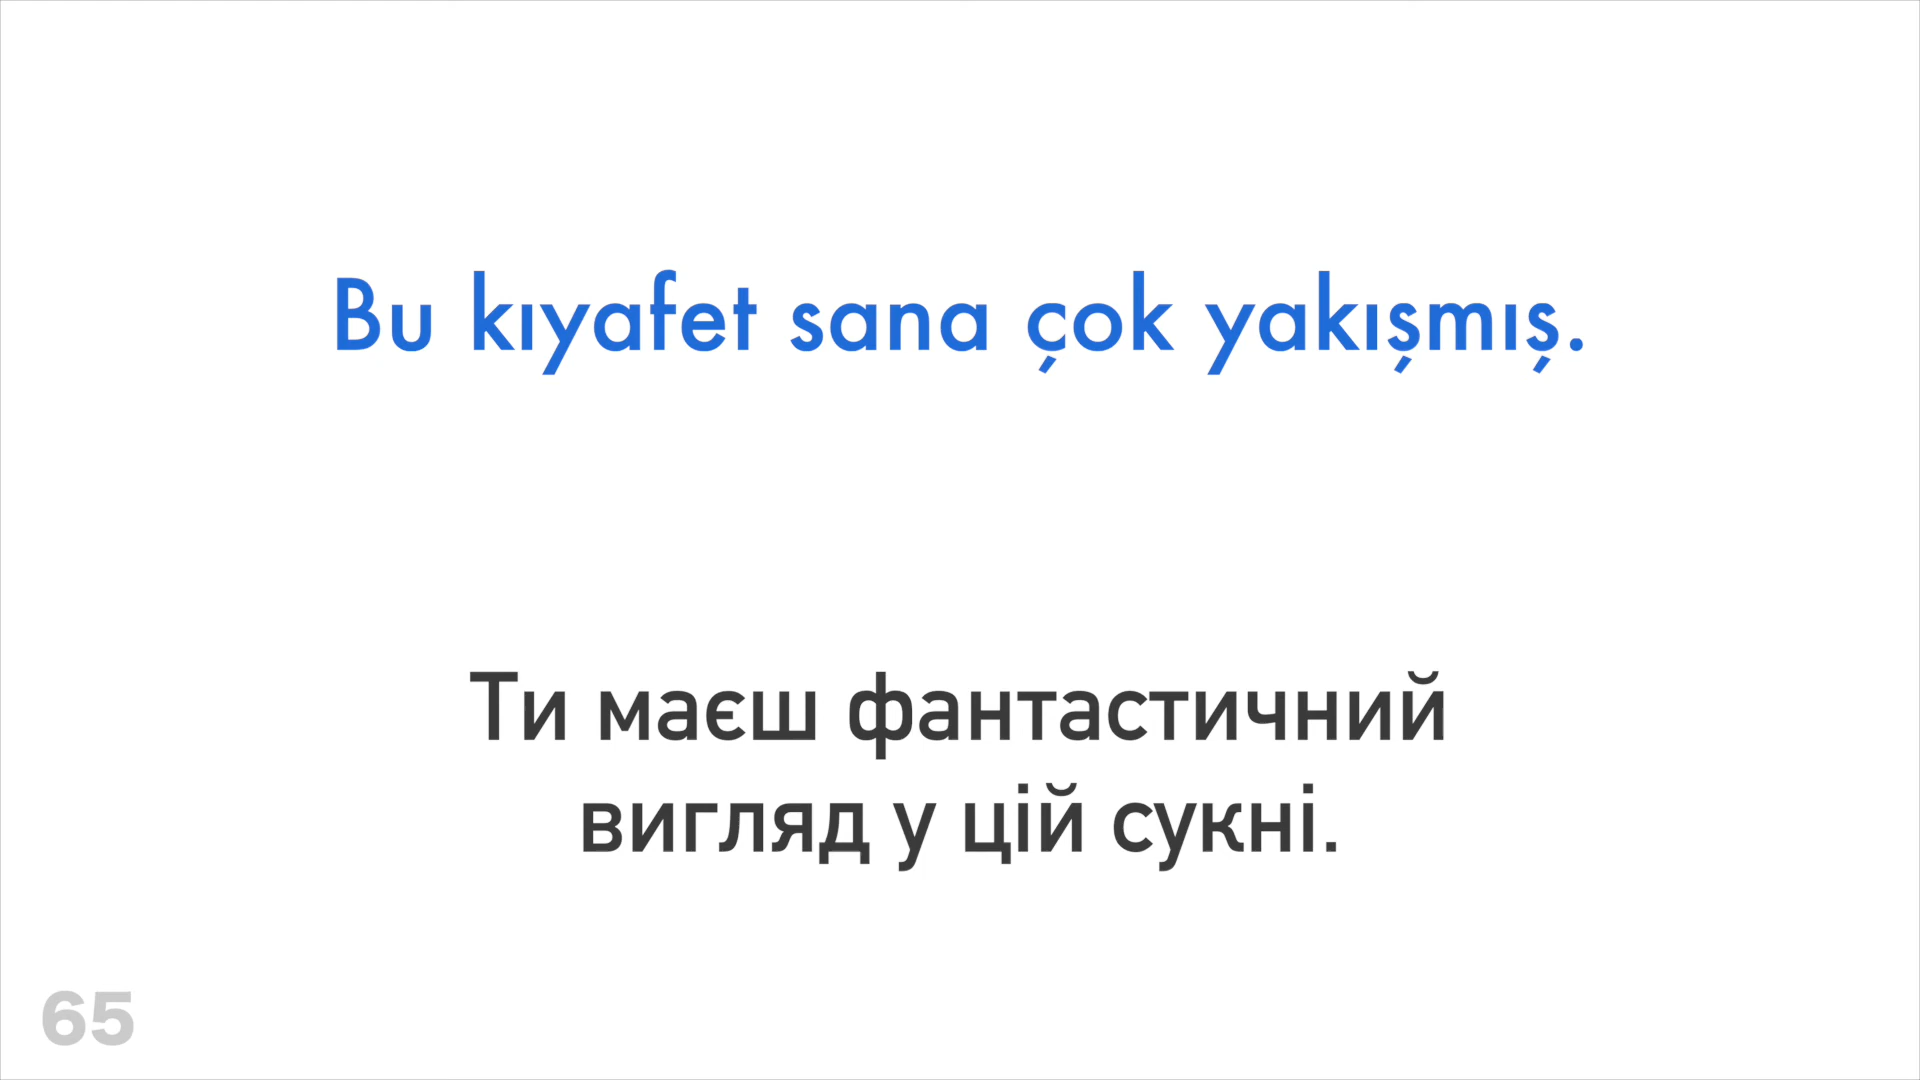 Bu kıyafet sana çok yakışmış.
Ти маєш фантастичний
вигляд у цій сукні.
65